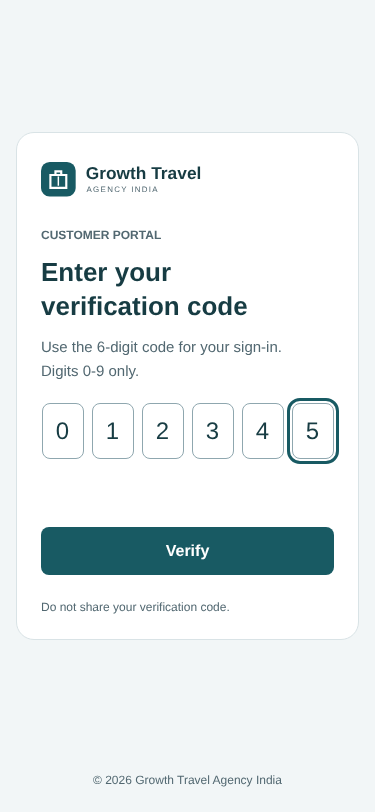 Growth Travel
AGENCY INDIA
CUSTOMER PORTAL
Enter your
verification code
Use the 6-digit code for your sign-in.
Digits 0-9 only.
0 1 2 3 4 5
Verify
Do not share your verification code.
© 2026 Growth Travel Agency India